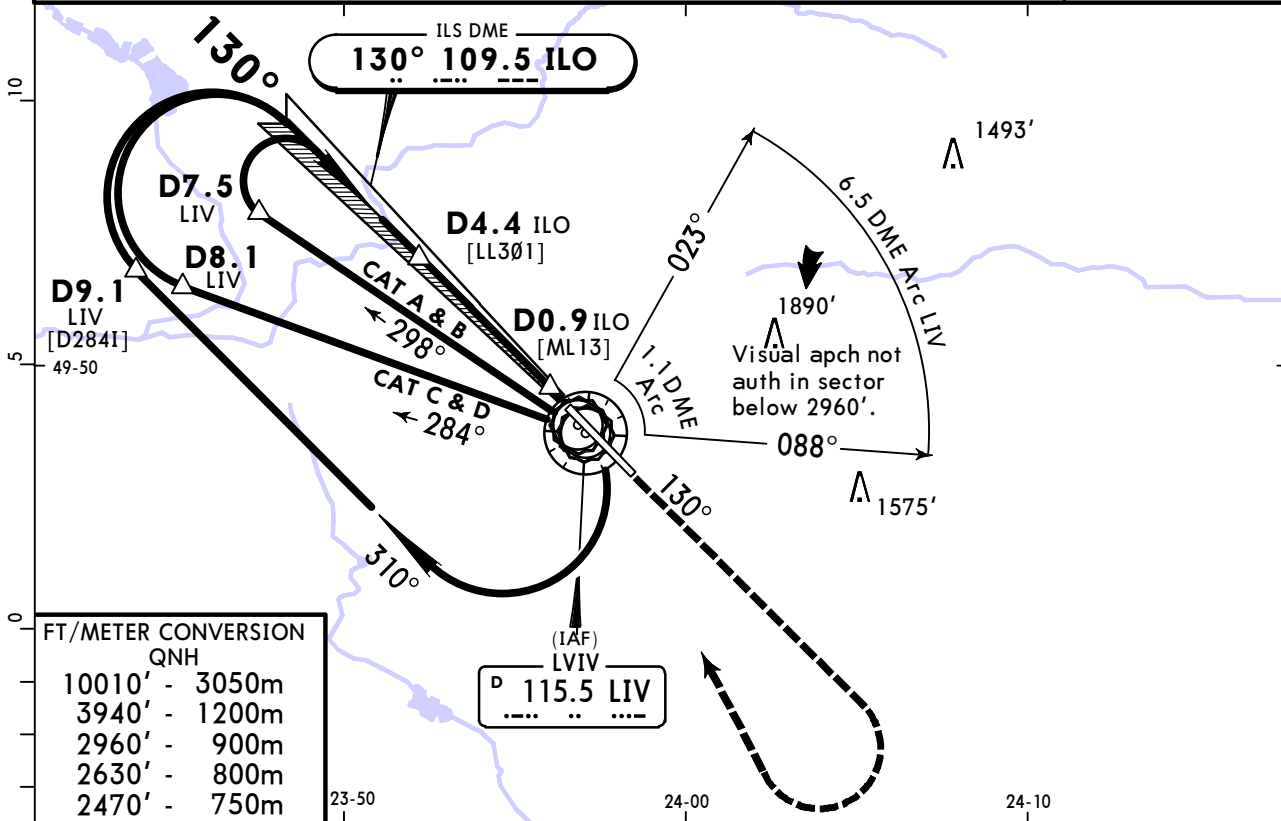 ILS DME
130° 109.5 ILO
130°
10
5
0
1493'
6.5 DME Arc LIV
023°
D7.5
LIV
D4.4 ILO
[LL3Ø1]
D8.1
LIV
D9.1
LIV
[D284I]
49-50
CAT A & B
298°
D0.9 ILO
[ML13]
1890'
Visual apch not
auth in sector
below 2960'.
1.1 DME
Arc
CAT C & D
284°
088°
1575'
130°
310°
(IAF)
LVIV
D 115.5 LIV
FT/METER CONVERSION
QNH
10010' - 3050m
3940' - 1200m
2960' - 900m
2630' - 800m
2470' - 750m
23-50
24-00
24-10